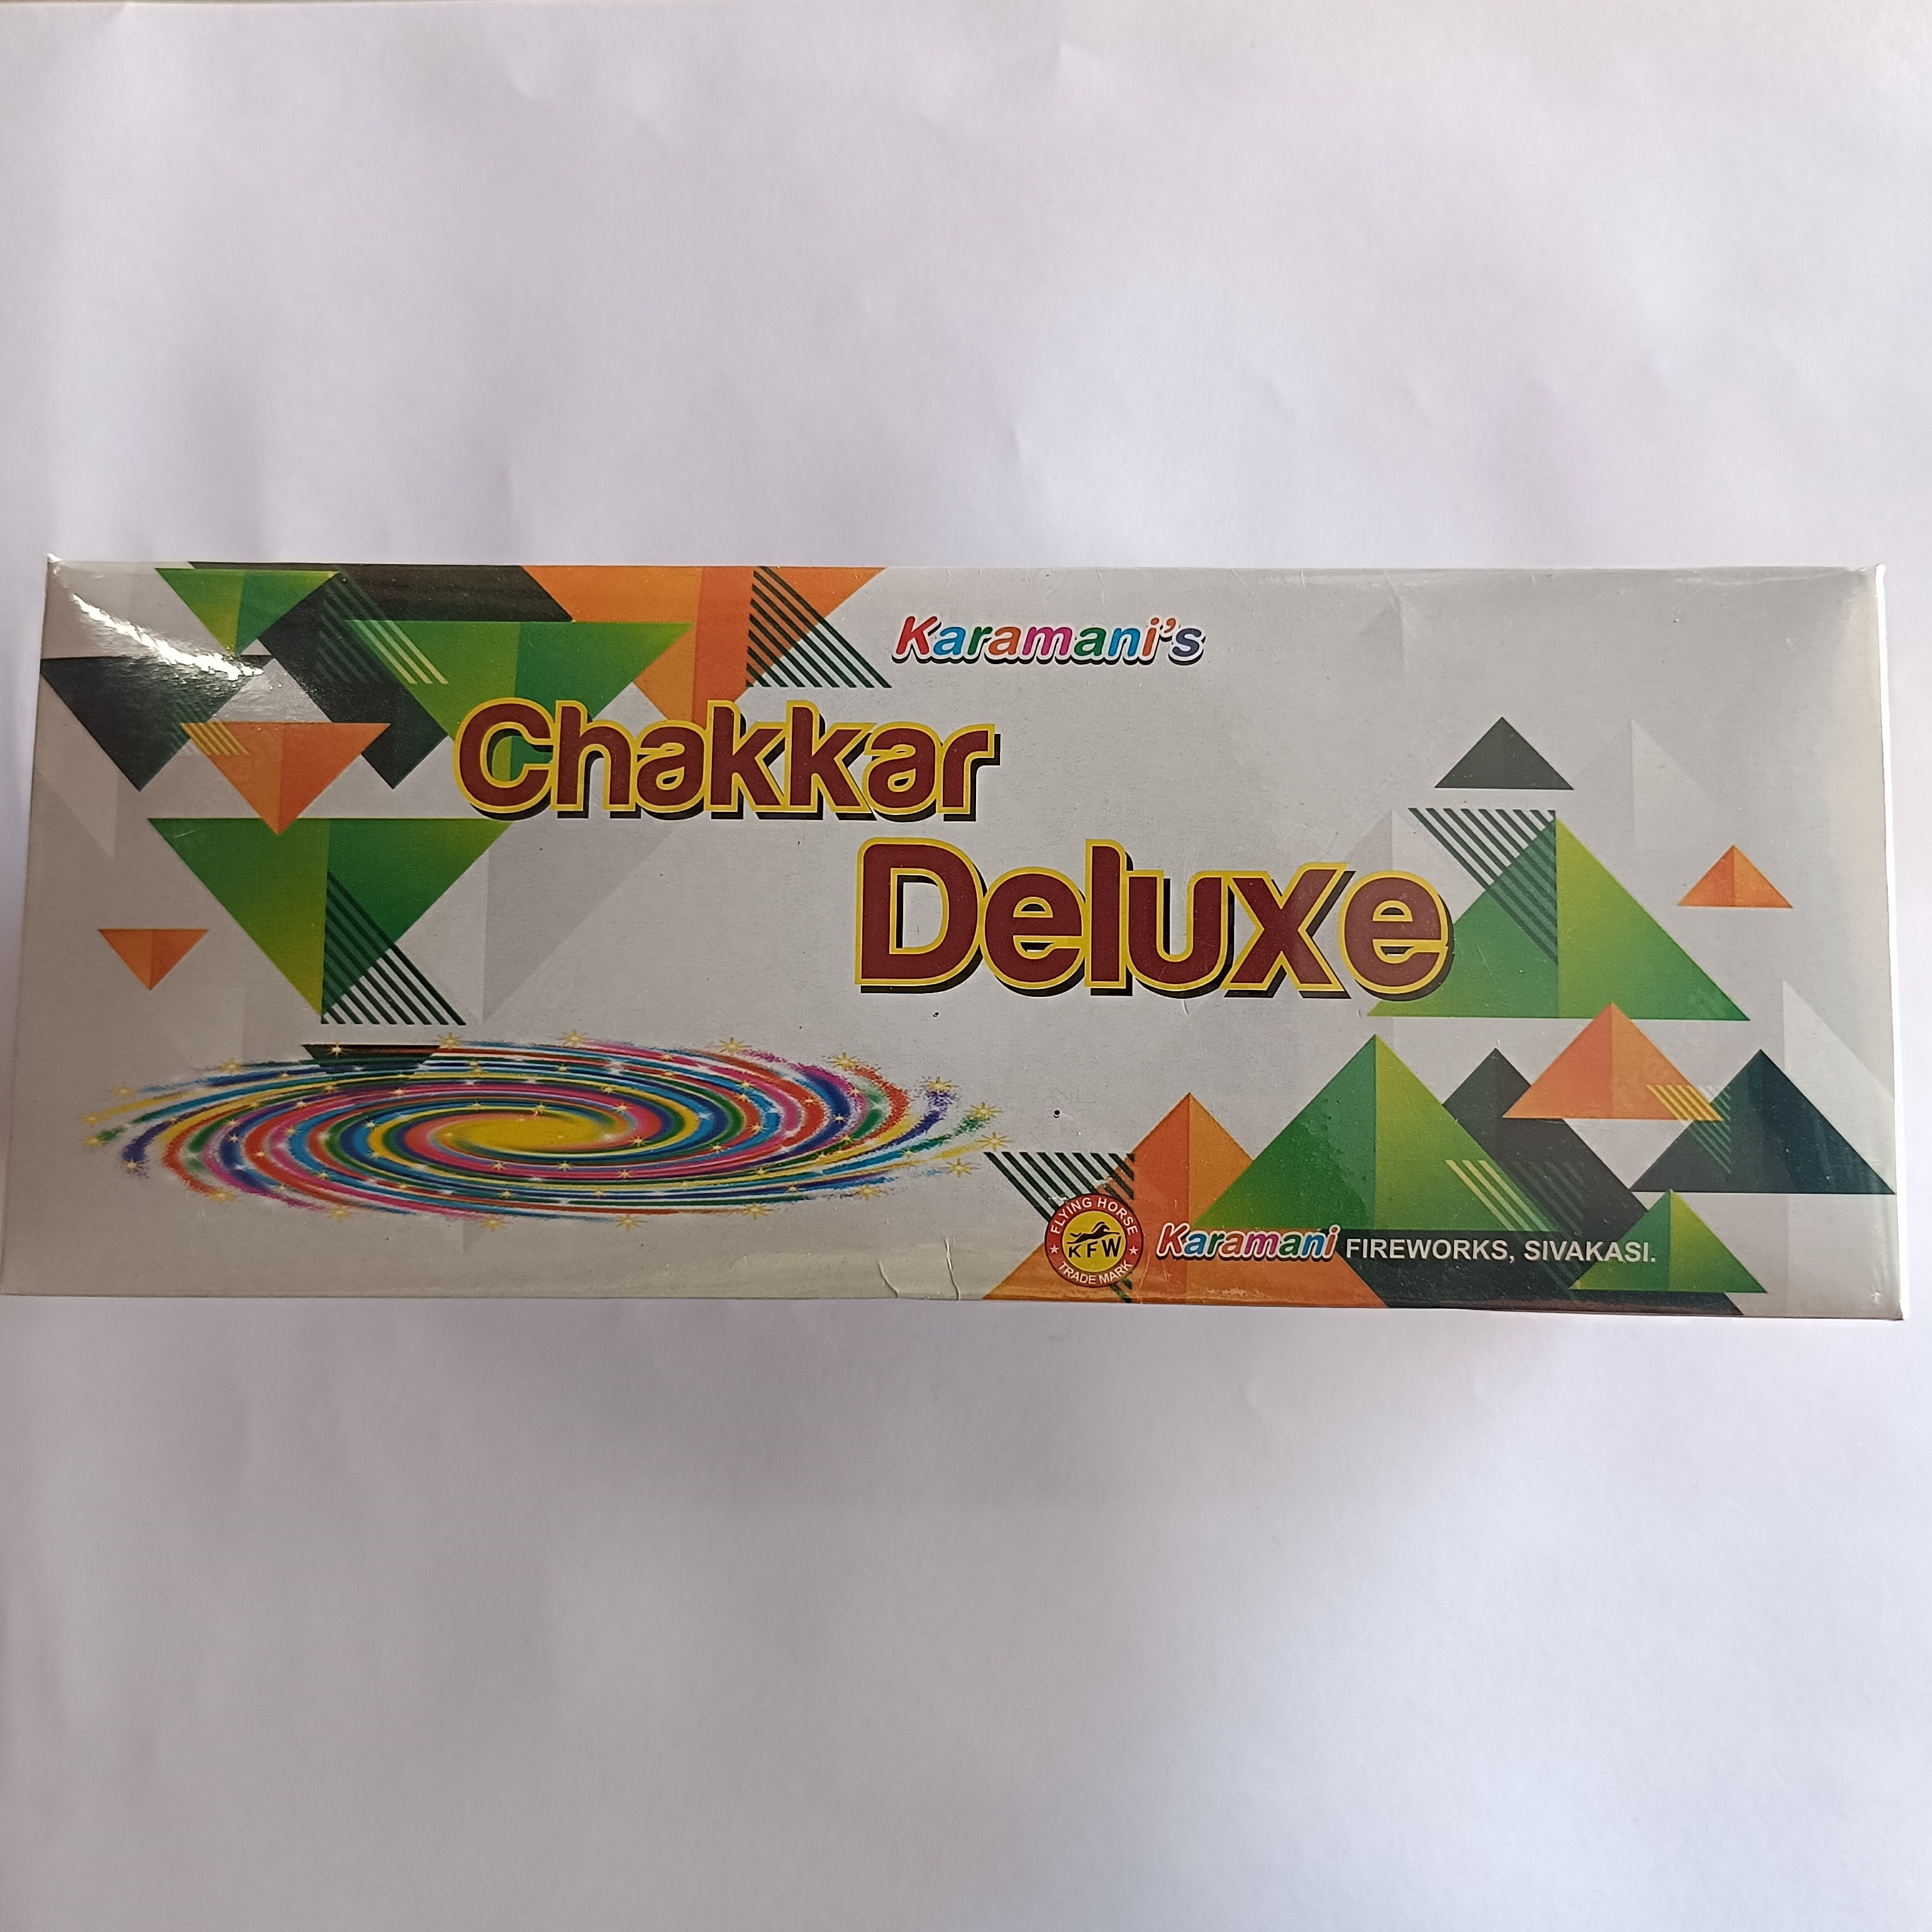 Karamani's
Chakkar
Deluxe
FLYING HORSE
KFW
TRADE MARK
Karamani FIREWORKS, SIVAKASI.